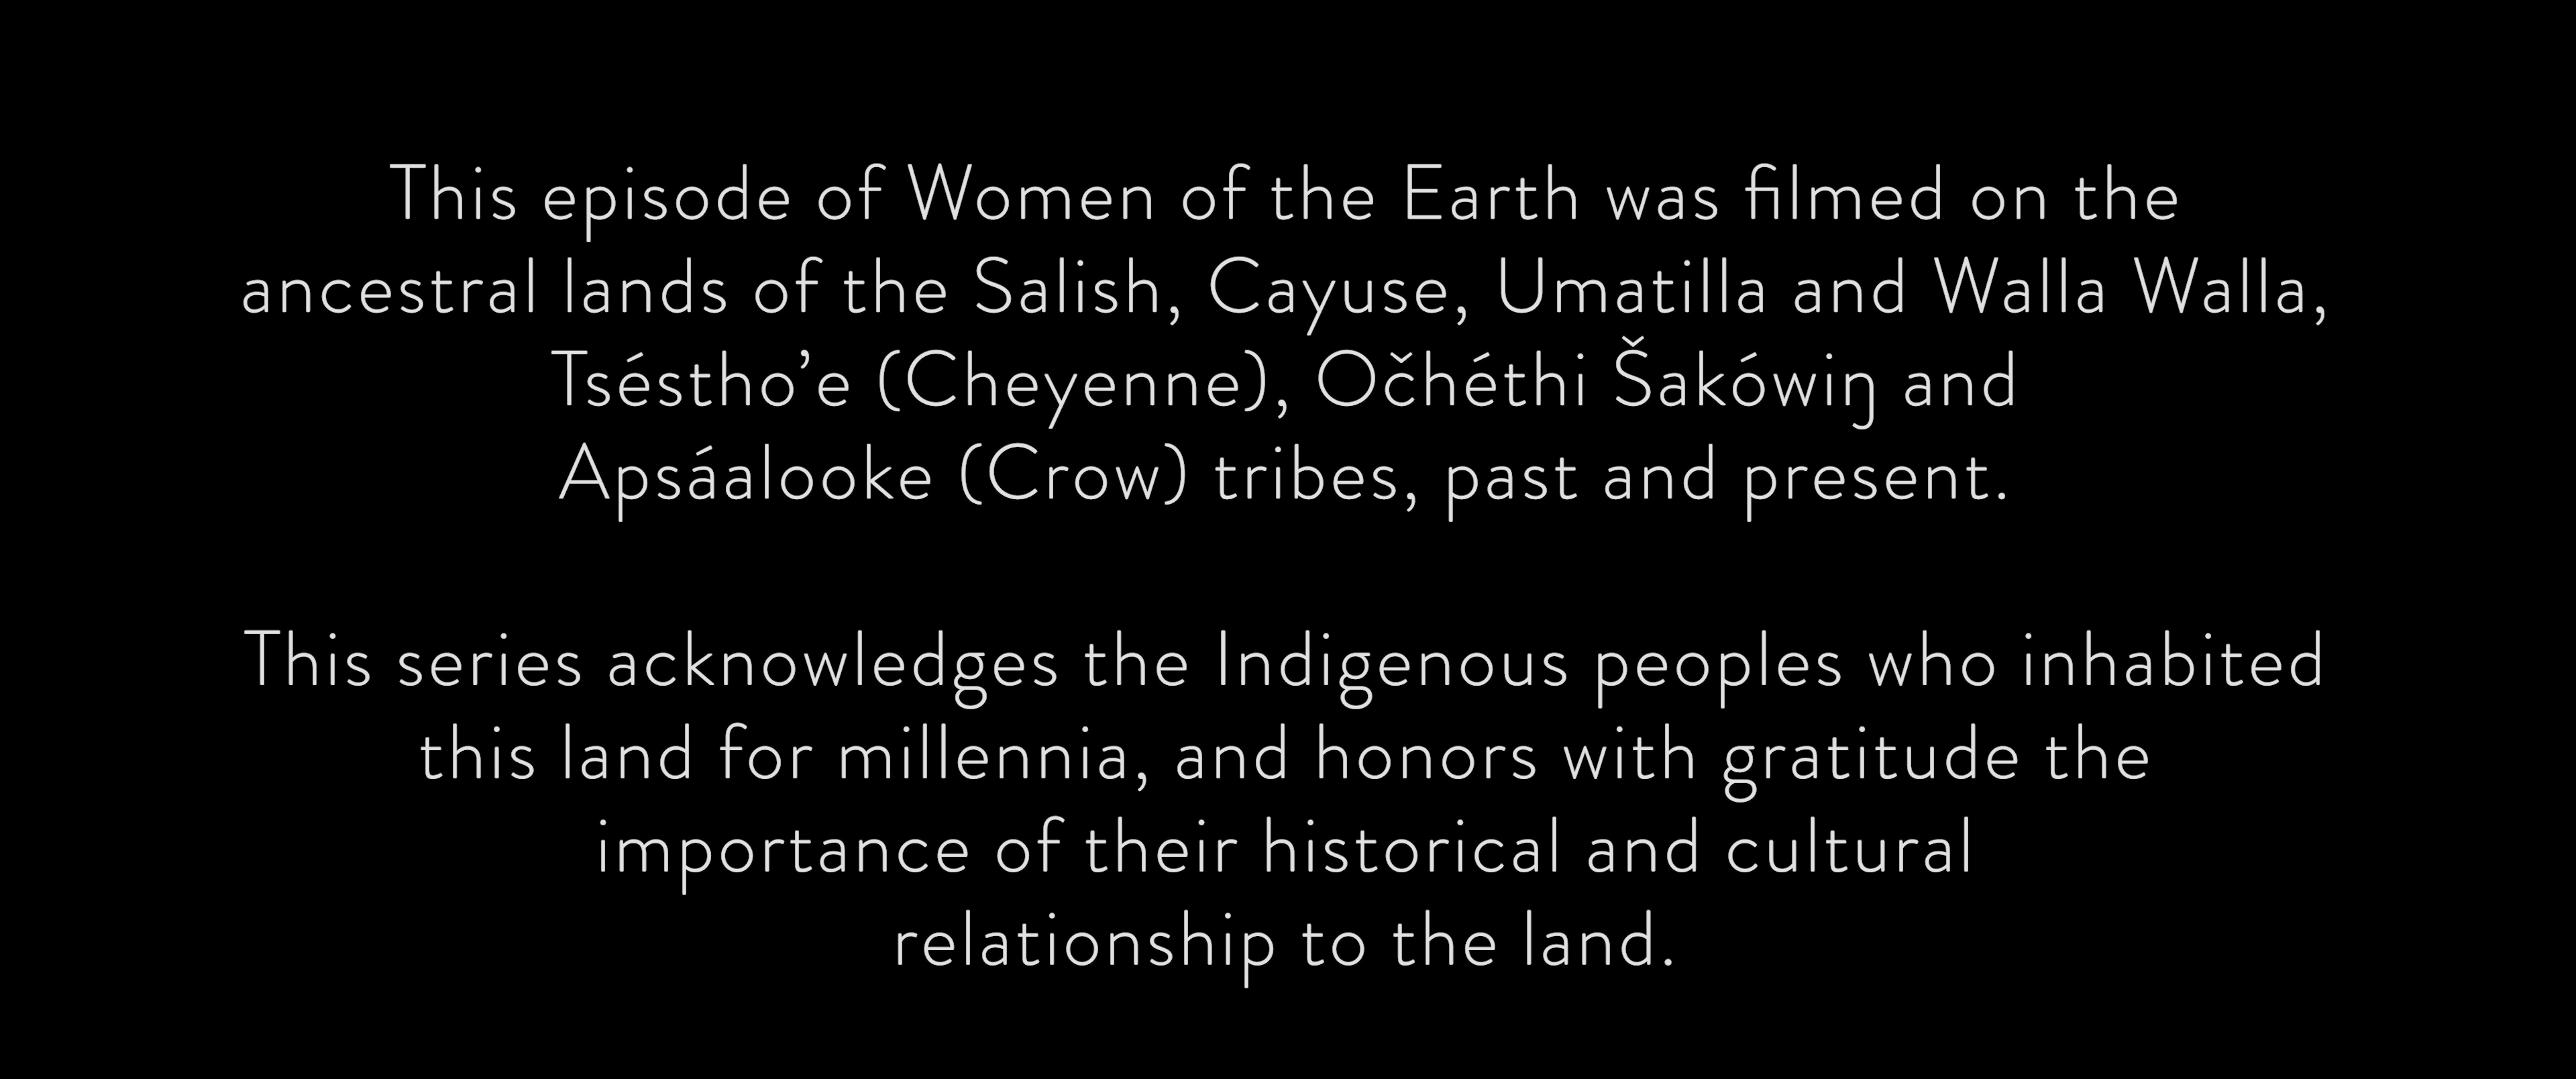 This episode of Women of the Earth was filmed on the
ancestral lands of the Salish, Cayuse, Umatilla and Walla Walla,
Tséstho’e (Cheyenne), Očhéthi Šakówiŋ and
Apsáalooke (Crow) tribes, past and present.
This series acknowledges the Indigenous peoples who inhabited
this land for millennia, and honors with gratitude the
importance of their historical and cultural
relationship to the land.